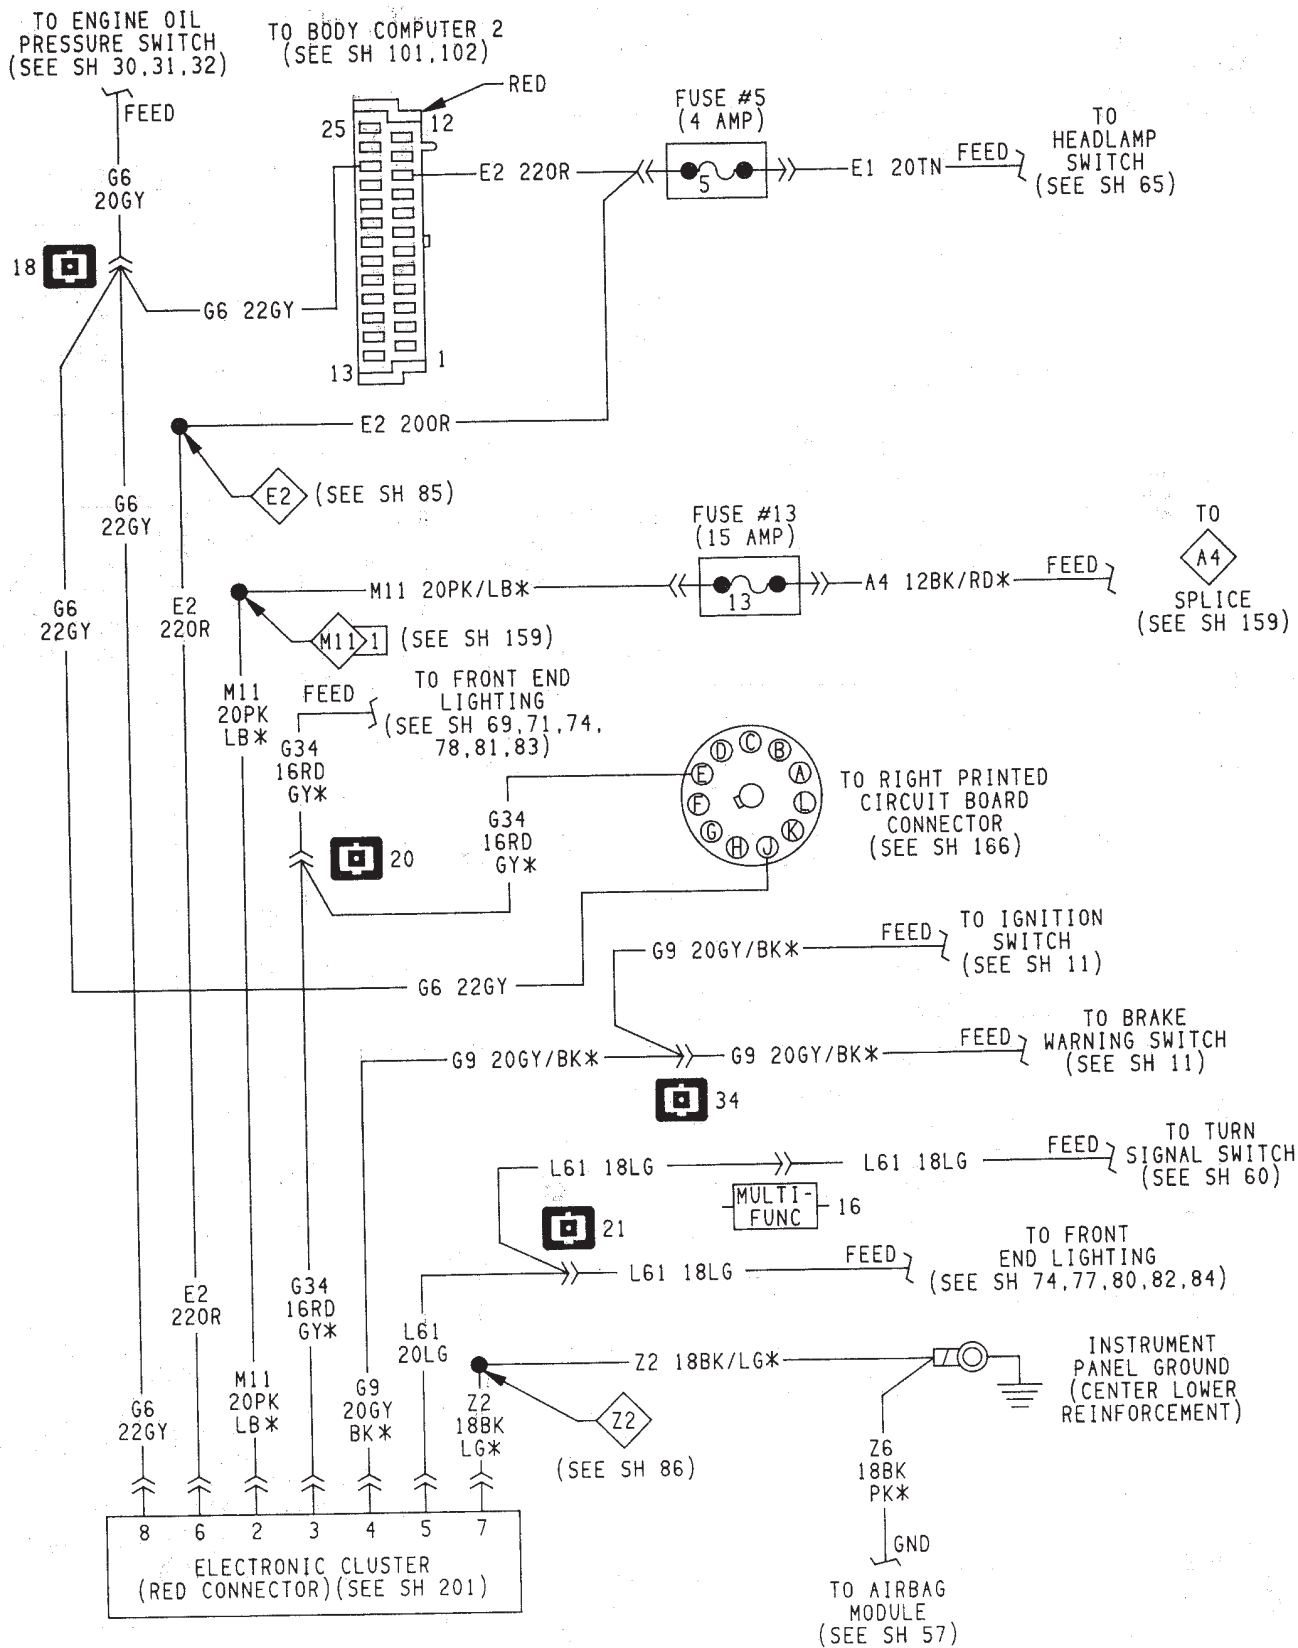 TO ENGINE OIL
PRESSURE SWITCH
(SEE SH 30,31,32)
FEED
G6
20GY
18
TO BODY COMPUTER 2
(SEE SH 101,102)
RED
25
12
13
1
G6 22GY
E2 22OR
FUSE #5
(4 AMP)
5
E1 20TN
FEED
TO
HEADLAMP
SWITCH
(SEE SH 65)
E2 20OR
E2
(SEE SH 85)
G6
22GY
G6
22GY
E2
22OR
M11 20PK/LB*
FUSE #13
(15 AMP)
13
A4 12BK/RD*
FEED
TO
A4
SPLICE
(SEE SH 159)
M11 1
(SEE SH 159)
M11
20PK
LB*
FEED
TO FRONT END
LIGHTING
(SEE SH 69,71,74,
78,81,83)
G34
16RD
GY*
20
G34
16RD
GY*
C
B
A
L
K
J
H
G
F
E
D
TO RIGHT PRINTED
CIRCUIT BOARD
CONNECTOR
(SEE SH 166)
G6 22GY
G9 20GY/BK*
FEED
TO IGNITION
SWITCH
(SEE SH 11)
G9 20GY/BK*
G9 20GY/BK*
FEED
TO BRAKE
WARNING SWITCH
(SEE SH 11)
34
L61 18LG
L61 18LG
FEED
TO TURN
SIGNAL SWITCH
(SEE SH 60)
MULTI-
FUNC
16
21
L61 18LG
FEED
TO FRONT
END LIGHTING
(SEE SH 74,77,80,82,84)
E2
22OR
G34
16RD
GY*
L61
20LG
Z2 18BK/LG*
INSTRUMENT
PANEL GROUND
(CENTER LOWER
REINFORCEMENT)
G6
22GY
M11
20PK
LB*
G9
20GY
BK*
Z2
18BK
LG*
Z2
(SEE SH 86)
Z6
18BK
PK*
GND
TO AIRBAG
MODULE
(SEE SH 57)
8 6 2 3 4 5 7
ELECTRONIC CLUSTER
(RED CONNECTOR)(SEE SH 201)